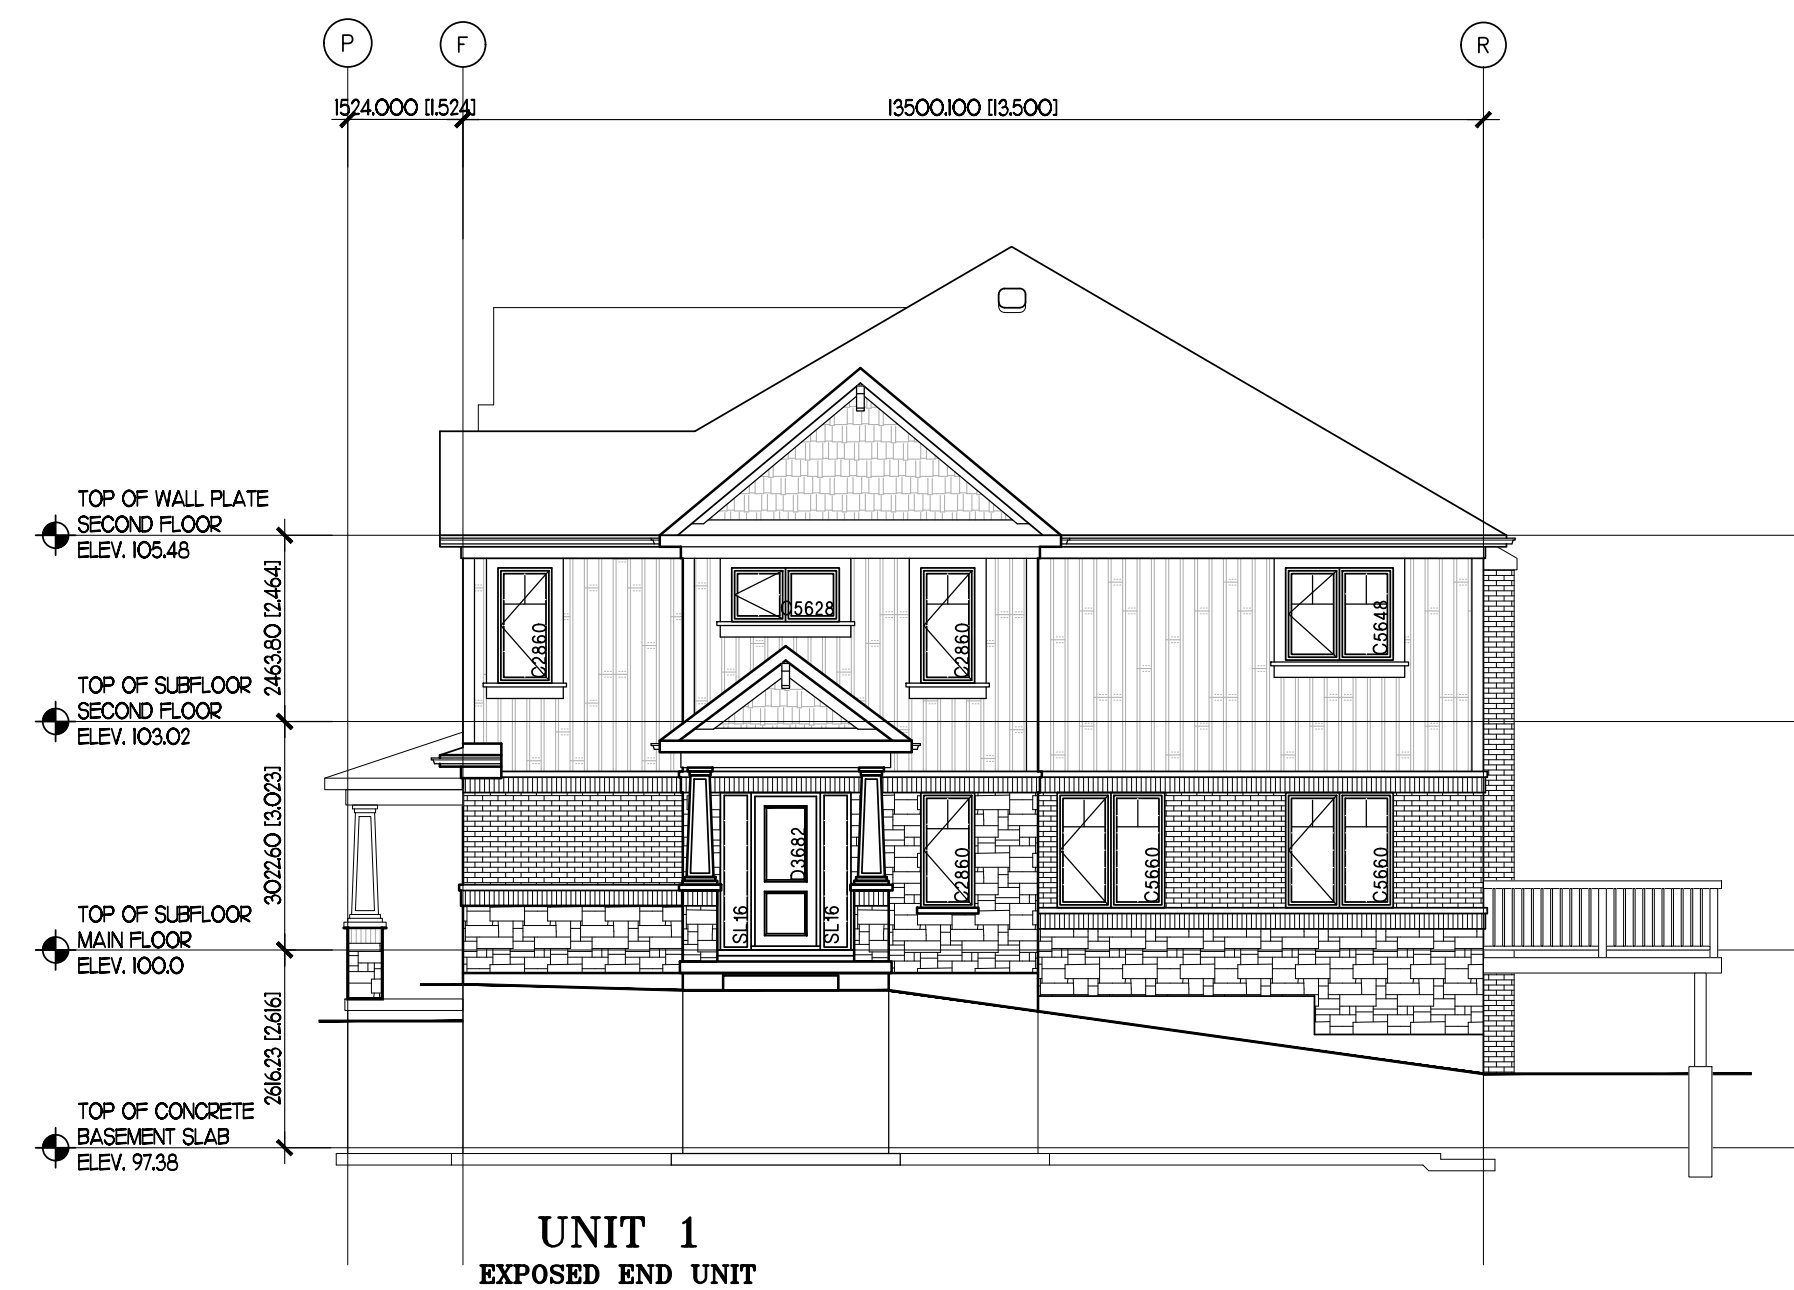 P F R
1524.000 [1.524] 13500.100 [13.500]
TOP OF WALL PLATE
SECOND FLOOR
ELEV. 105.48
2463.80 [2.464]
C2860
C5628
C2860
C5648
TOP OF SUBFLOOR
SECOND FLOOR
ELEV. 103.02
3022.60 [3.023]
D3682
SL16
SL16
C2860
C5660
C5660
TOP OF SUBFLOOR
MAIN FLOOR
ELEV. 100.0
2616.23 [2.616]
TOP OF CONCRETE
BASEMENT SLAB
ELEV. 97.38
UNIT 1
EXPOSED END UNIT